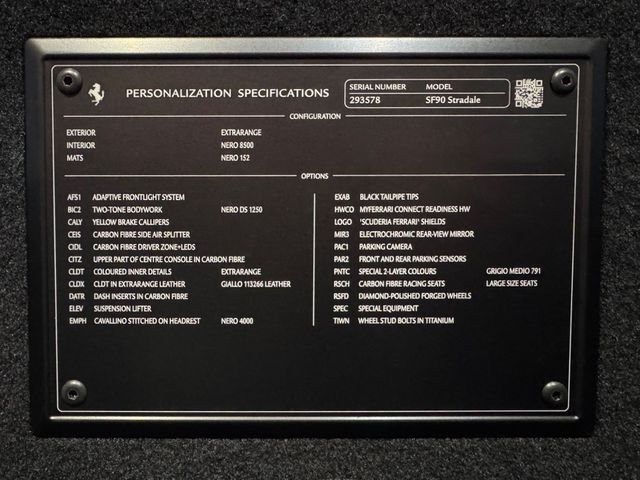 PERSONALIZATION SPECIFICATIONS
SERIAL NUMBER MODEL
293578 SF90 Stradale
CONFIGURATION
EXTERIOR EXTRARANGE
INTERIOR NERO 8500
MATS NERO 152
OPTIONS
AFS1 ADAPTIVE FRONTLIGHT SYSTEM
BIC2 TWO-TONE BODYWORK NERO DS 1250
CALY YELLOW BRAKE CALLIPERS
CEIS CARBON FIBRE SIDE AIR SPLITTER
CIDL CARBON FIBRE DRIVER ZONE+LEDS
CITZ UPPER PART OF CENTRE CONSOLE IN CARBON FIBRE
CLDT COLOURED INNER DETAILS EXTRARANGE
CLDX CLDT IN EXTRARANGE LEATHER GIALLO 113266 LEATHER
DATR DASH INSERTS IN CARBON FIBRE
ELEV SUSPENSION LIFTER
EMPH CAVALLINO STITCHED ON HEADREST NERO 4000
EXAB BLACK TAILPIPE TIPS
HWCO MYFERRARI CONNECT READINESS HW
LOGO 'SCUDERIA FERRARI' SHIELDS
MIR3 ELECTROCHROMIC REAR-VIEW MIRROR
PAC1 PARKING CAMERA
PAR2 FRONT AND REAR PARKING SENSORS
PNTC SPECIAL 2-LAYER COLOURS GRIGIO MEDIO 791
RSCH CARBON FIBRE RACING SEATS LARGE SIZE SEATS
RSFD DIAMOND-POLISHED FORGED WHEELS
SPEC SPECIAL EQUIPMENT
TIWN WHEEL STUD BOLTS IN TITANIUM